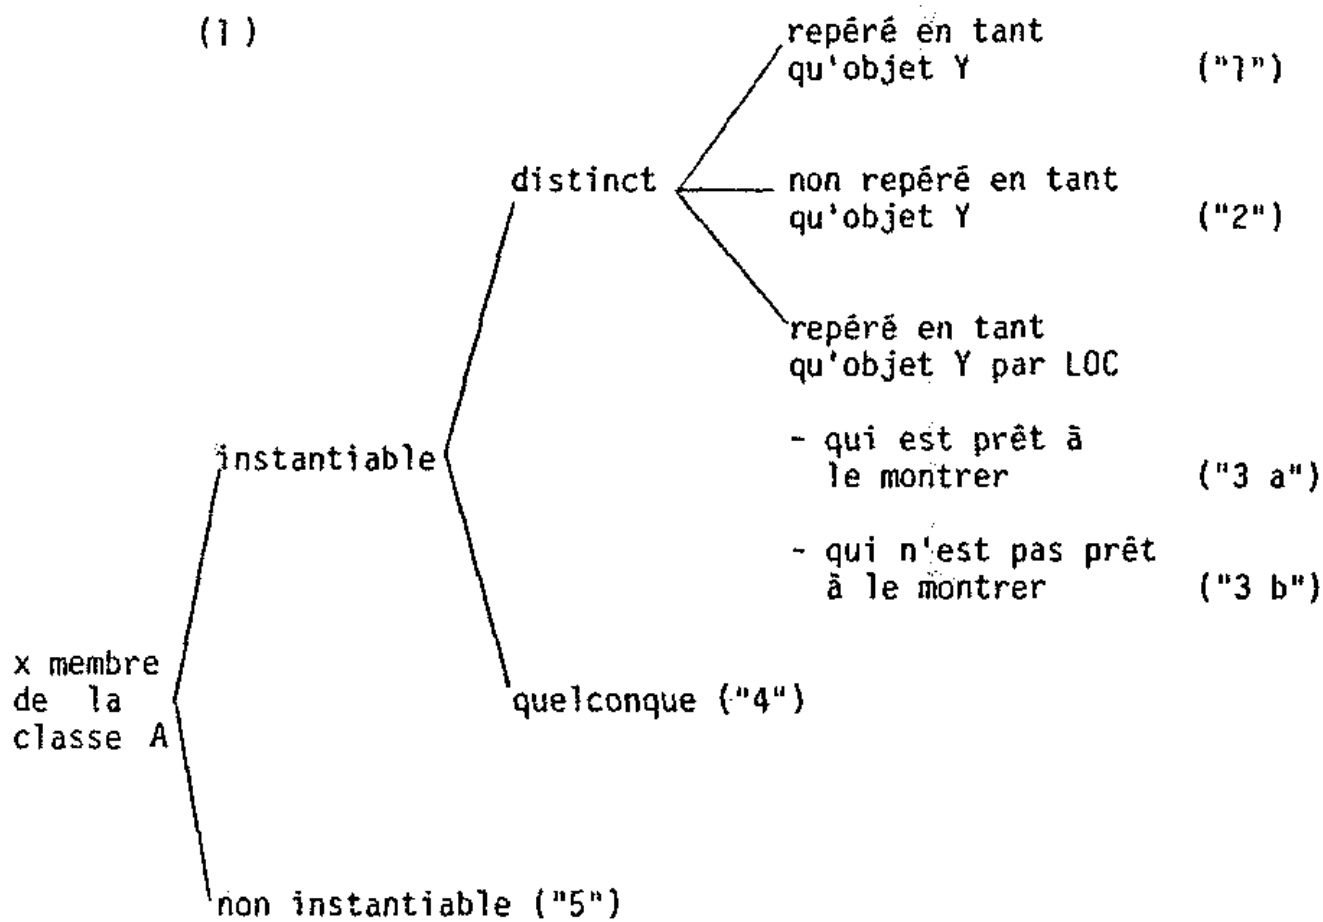 (1)
repéré en tant
qu'objet Y ("1")
distinct
non repéré en tant
qu'objet Y ("2")
repéré en tant
qu'objet Y par LOC
- qui est prêt à
le montrer ("3 a")
instantiable
- qui n'est pas prêt
à le montrer ("3 b")
x membre
de la
classe A
quelconque ("4")
non instantiable ("5")